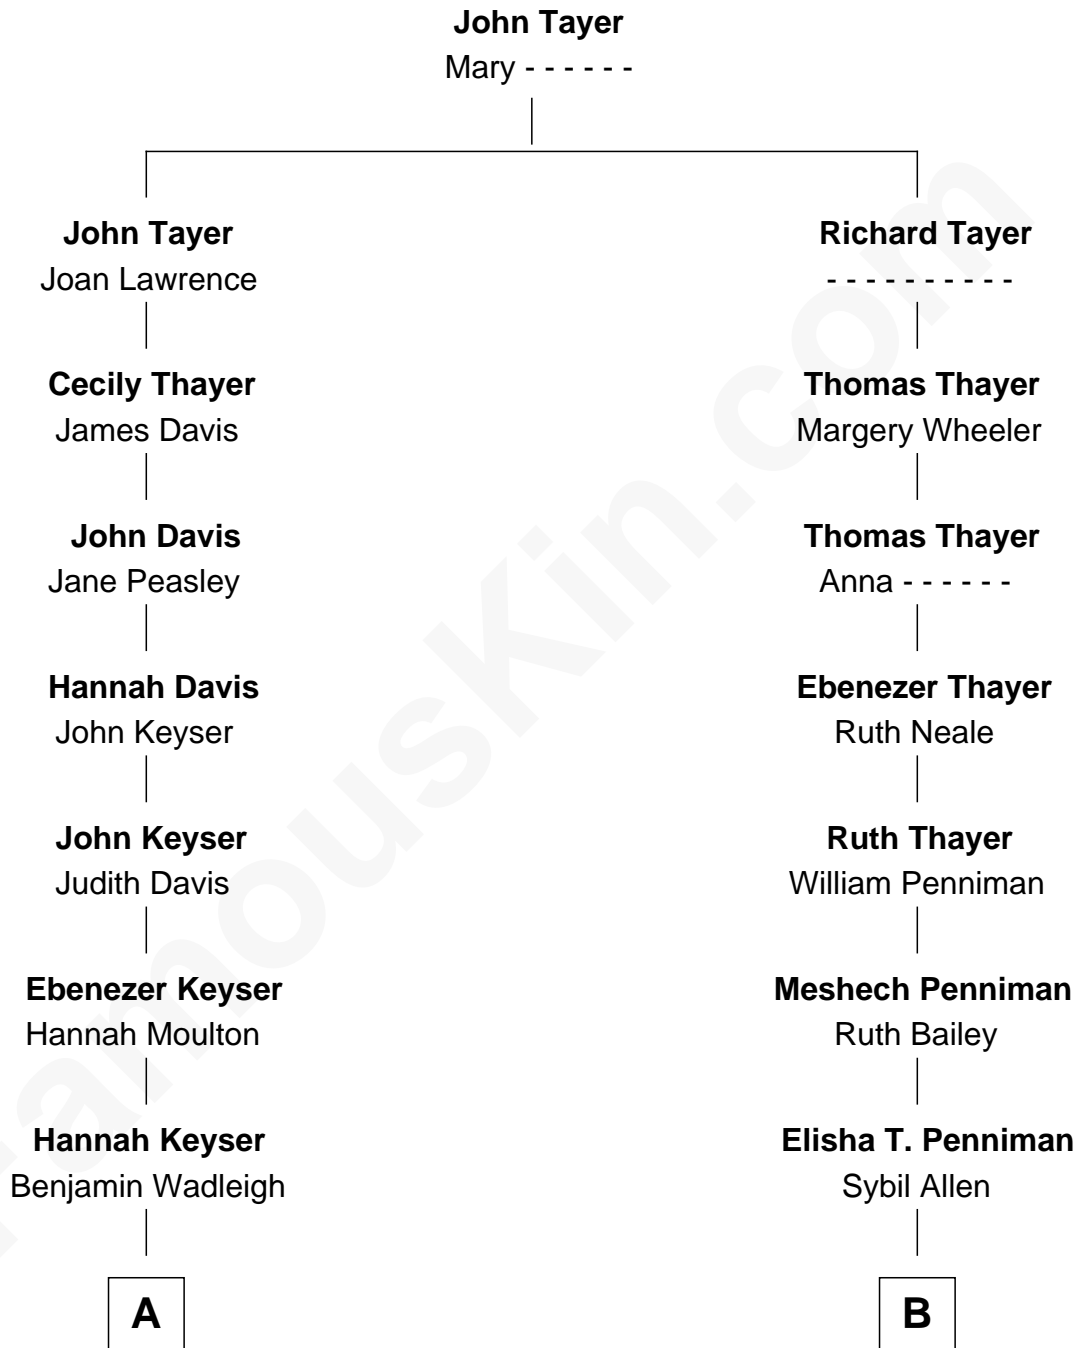 John Tayer
Mary - - - - - -
John Tayer
Joan Lawrence
Richard Tayer
- - - - - - - - - -
Cecily Thayer
James Davis
Thomas Thayer
Margery Wheeler
John Davis
Jane Peasley
Thomas Thayer
Anna - - - - - -
Hannah Davis
John Keyser
Ebenezer Thayer
Ruth Neale
John Keyser
Judith Davis
Ruth Thayer
William Penniman
Ebenezer Keyser
Hannah Moulton
Meshech Penniman
Ruth Bailey
Hannah Keyser
Benjamin Wadleigh
Elisha T. Penniman
Sybil Allen
A
B
FamousKin.com